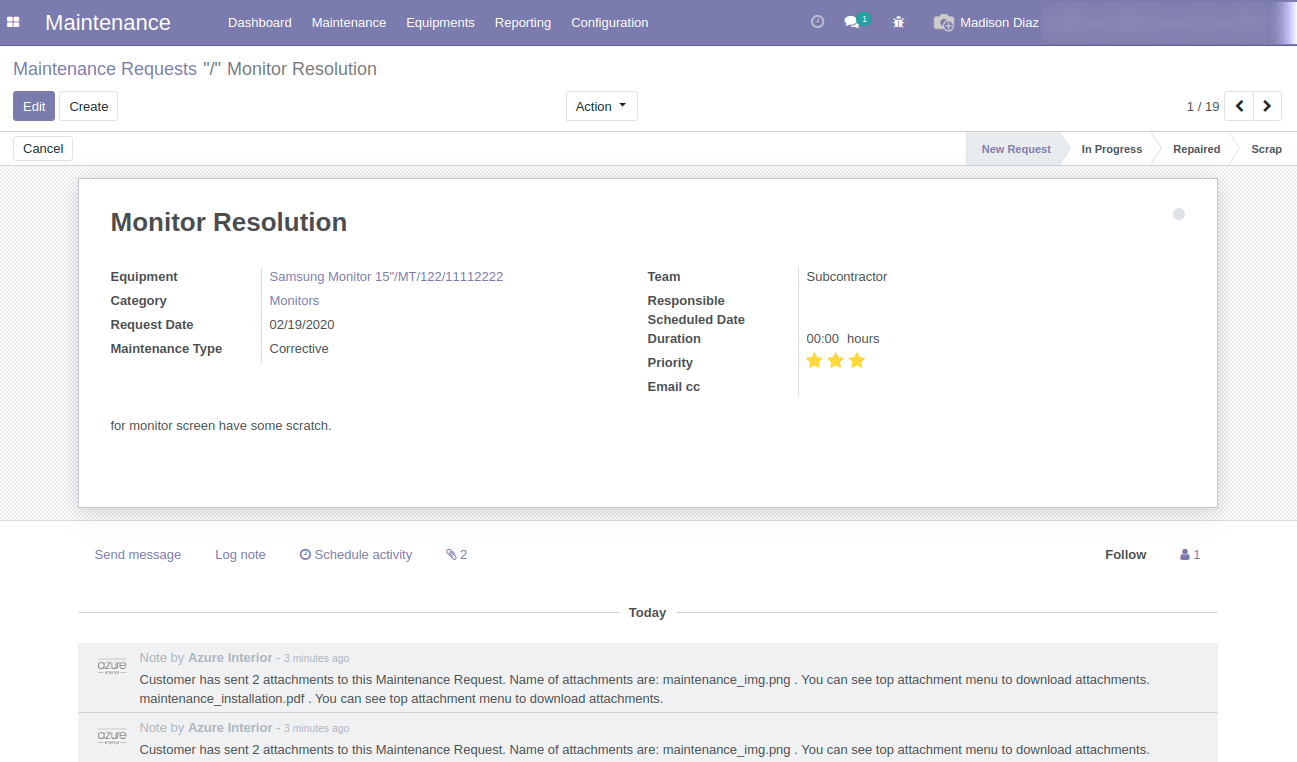 Maintenance Dashboard Maintenance Equipments Reporting Configuration 1 Madison Diaz
Maintenance Requests "/" Monitor Resolution
Edit Create Action 1 / 19
Cancel New Request In Progress Repaired Scrap
Monitor Resolution
Equipment Samsung Monitor 15"/MT/122/11112222
Category Monitors
Request Date 02/19/2020
Maintenance Type Corrective
Team Subcontractor
Responsible
Scheduled Date
Duration 00:00 hours
Priority
Email cc
for monitor screen have some scratch.
Send message Log note Schedule activity 2 Follow 1
Today
azure interior
Note by Azure Interior - 3 minutes ago
Customer has sent 2 attachments to this Maintenance Request. Name of attachments are: maintenance_img.png . You can see top attachment menu to download attachments.
maintenance_installation.pdf . You can see top attachment menu to download attachments.
azure interior
Note by Azure Interior - 3 minutes ago
Customer has sent 2 attachments to this Maintenance Request. Name of attachments are: maintenance_img.png . You can see top attachment menu to download attachments.